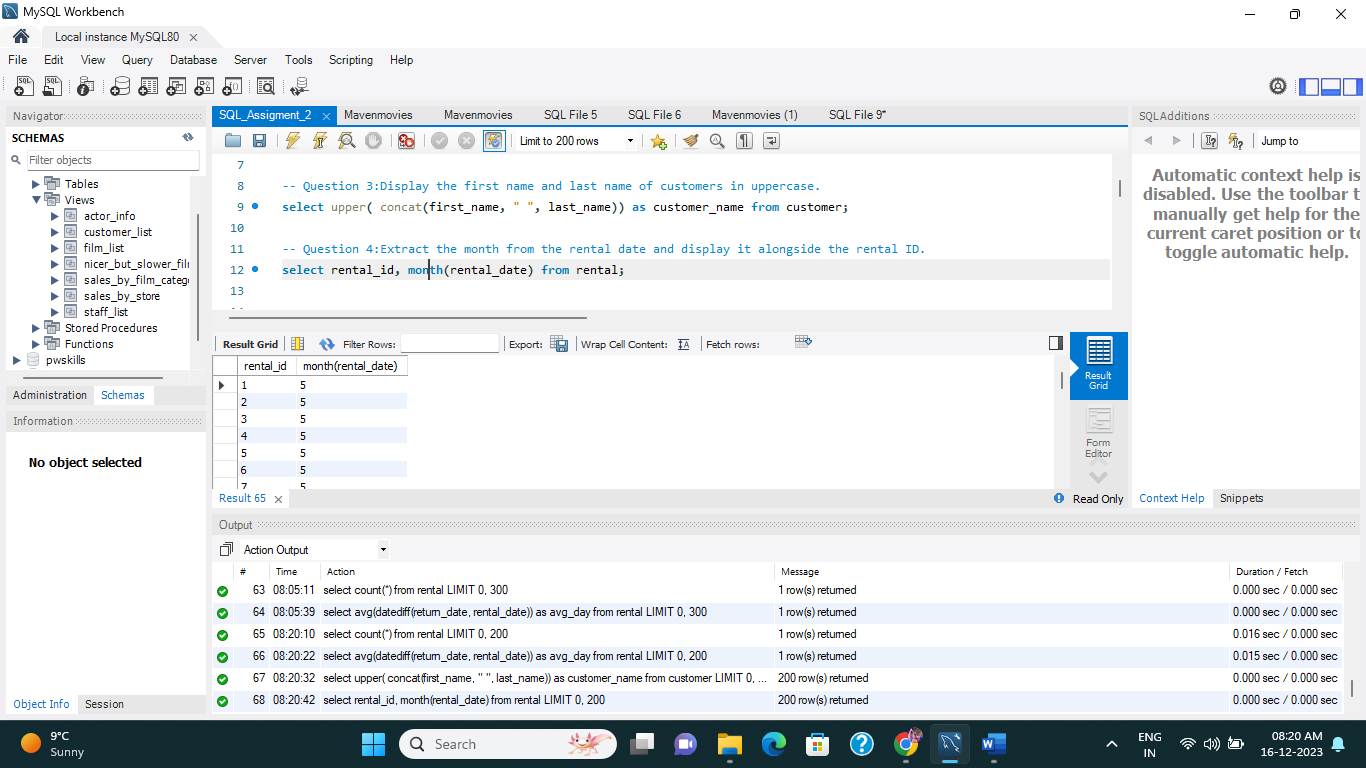 MySQL Workbench
Local instance MySQL80
File Edit View Query Database Server Tools Scripting Help
Navigator
SCHEMAS
Filter objects
Tables
Views
actor_info
customer_list
film_list
nicer_but_slower_filn
sales_by_film_catego
sales_by_store
staff_list
Stored Procedures
Functions
pwskills
Administration Schemas
Information
No object selected
Object Info Session
SQL_Assigment_2 Mavenmovies Mavenmovies SQL File 5 SQL File 6 Mavenmovies (1) SQL File 9*
Limit to 200 rows
7
8 -- Question 3:Display the first name and last name of customers in uppercase.
9 select upper( concat(first_name, " ", last_name)) as customer_name from customer;
10
11 -- Question 4:Extract the month from the rental date and display it alongside the rental ID.
12 select rental_id, month(rental_date) from rental;
13
Result Grid Filter Rows: Export: Wrap Cell Content: Fetch rows:
rental_id month(rental_date)
1 5
2 5
3 5
4 5
5 5
6 5
7 5
Result Grid
Form Editor
Result 65
Read Only
SQLAdditions
Jump to
Automatic context help is
disabled. Use the toolbar t
manually get help for the
current caret position or to
toggle automatic help.
Context Help Snippets
Output
Action Output
# Time Action Message Duration / Fetch
63 08:05:11 select count(*) from rental LIMIT 0, 300 1 row(s) returned 0.000 sec / 0.000 sec
64 08:05:39 select avg(datediff(return_date, rental_date)) as avg_day from rental LIMIT 0, 300 1 row(s) returned 0.000 sec / 0.000 sec
65 08:20:10 select count(*) from rental LIMIT 0, 200 1 row(s) returned 0.016 sec / 0.000 sec
66 08:20:22 select avg(datediff(return_date, rental_date)) as avg_day from rental LIMIT 0, 200 1 row(s) returned 0.015 sec / 0.000 sec
67 08:20:32 select upper( concat(first_name, " ", last_name)) as customer_name from customer LIMIT 0, ... 200 row(s) returned 0.000 sec / 0.000 sec
68 08:20:42 select rental_id, month(rental_date) from rental LIMIT 0, 200 200 row(s) returned 0.000 sec / 0.000 sec
9°C
Sunny
Search
ENG
IN
08:20 AM
16-12-2023